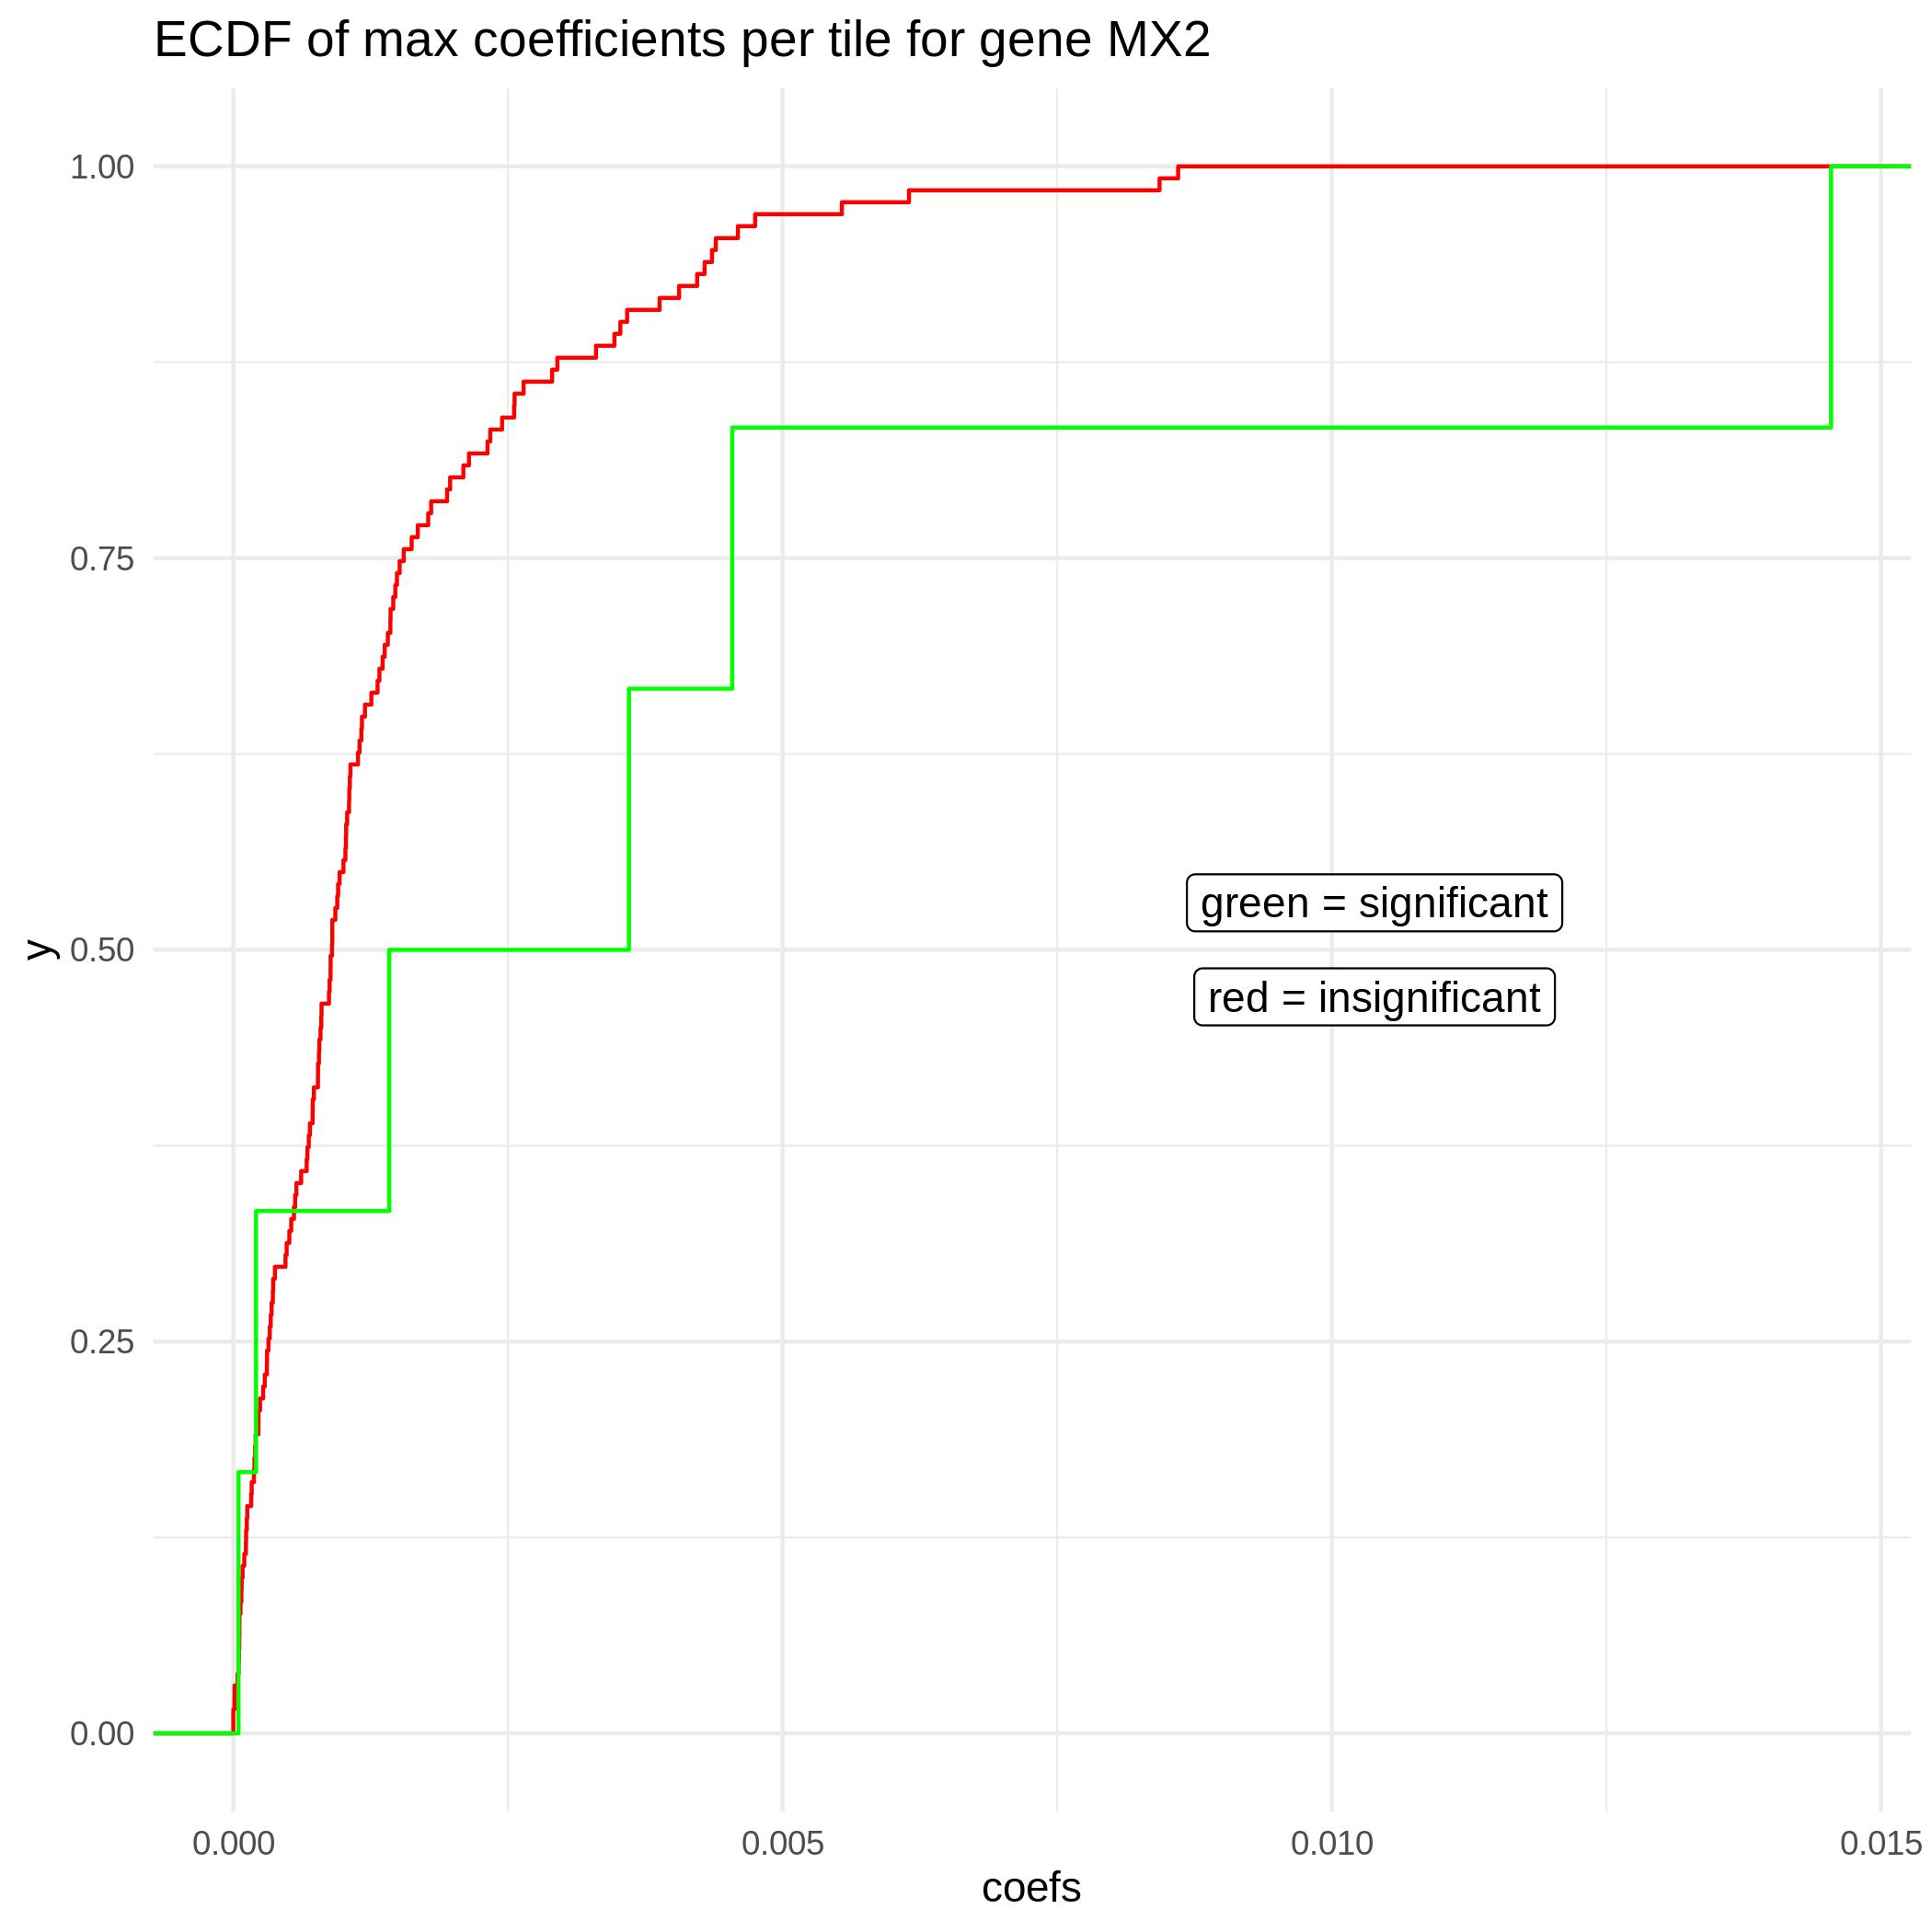 ECDF of max coefficients per tile for gene MX2
1.00
0.75
y
0.50
0.25
0.00
green = significant
red = insignificant
0.000
0.005
0.010
0.015
coefs